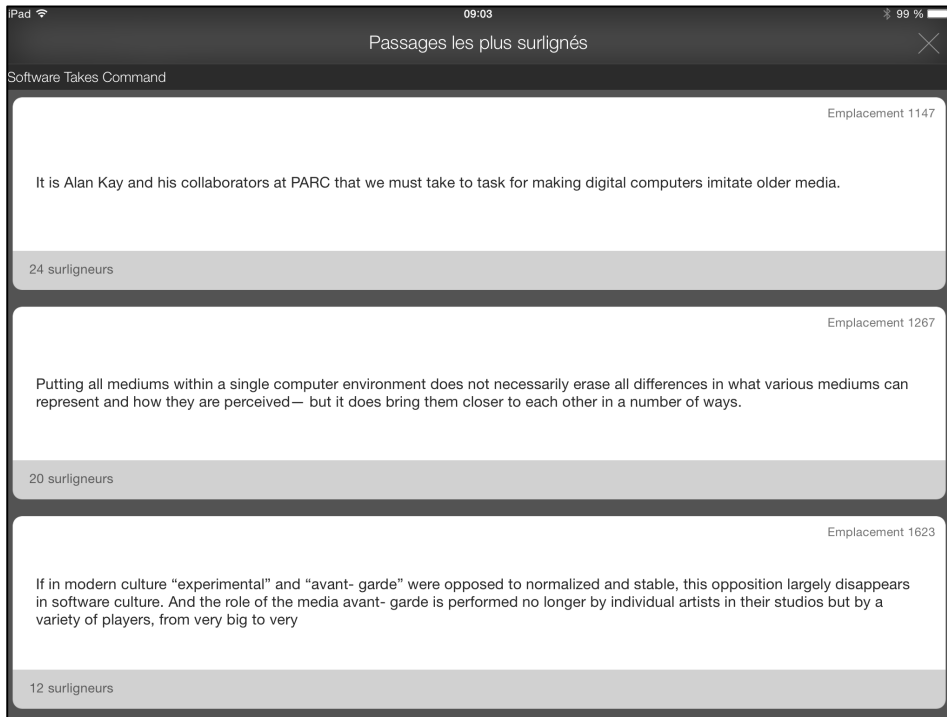 iPad 09:03 99 %
Passages les plus surlignés
Software Takes Command
Emplacement 1147
It is Alan Kay and his collaborators at PARC that we must take to task for making digital computers imitate older media.
24 surligneurs
Emplacement 1267
Putting all mediums within a single computer environment does not necessarily erase all differences in what various mediums can
represent and how they are perceived— but it does bring them closer to each other in a number of ways.
20 surligneurs
Emplacement 1623
If in modern culture “experimental” and “avant- garde” were opposed to normalized and stable, this opposition largely disappears
in software culture. And the role of the media avant- garde is performed no longer by individual artists in their studios but by a
variety of players, from very big to very
12 surligneurs